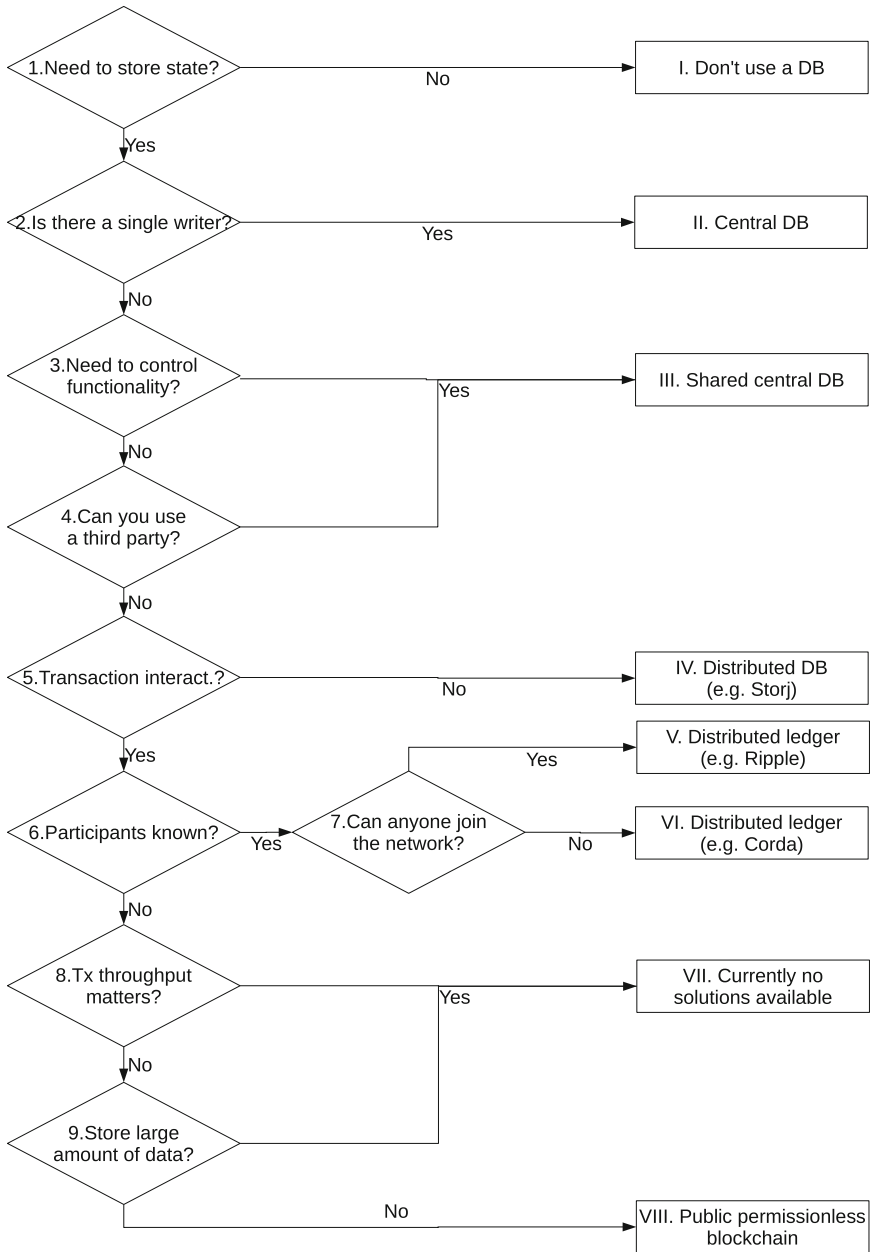 1.Need to store state?
No
I. Don't use a DB
Yes
2.Is there a single writer?
Yes
II. Central DB
No
3.Need to control
functionality?
Yes
III. Shared central DB
No
4.Can you use
a third party?
No
5.Transaction interact.?
No
IV. Distributed DB
(e.g. Storj)
Yes
V. Distributed ledger
(e.g. Ripple)
Yes
6.Participants known?
Yes
7.Can anyone join
the network?
No
VI. Distributed ledger
(e.g. Corda)
No
8.Tx throughput
matters?
Yes
VII. Currently no
solutions available
No
9.Store large
amount of data?
No
VIII. Public permissionless
blockchain